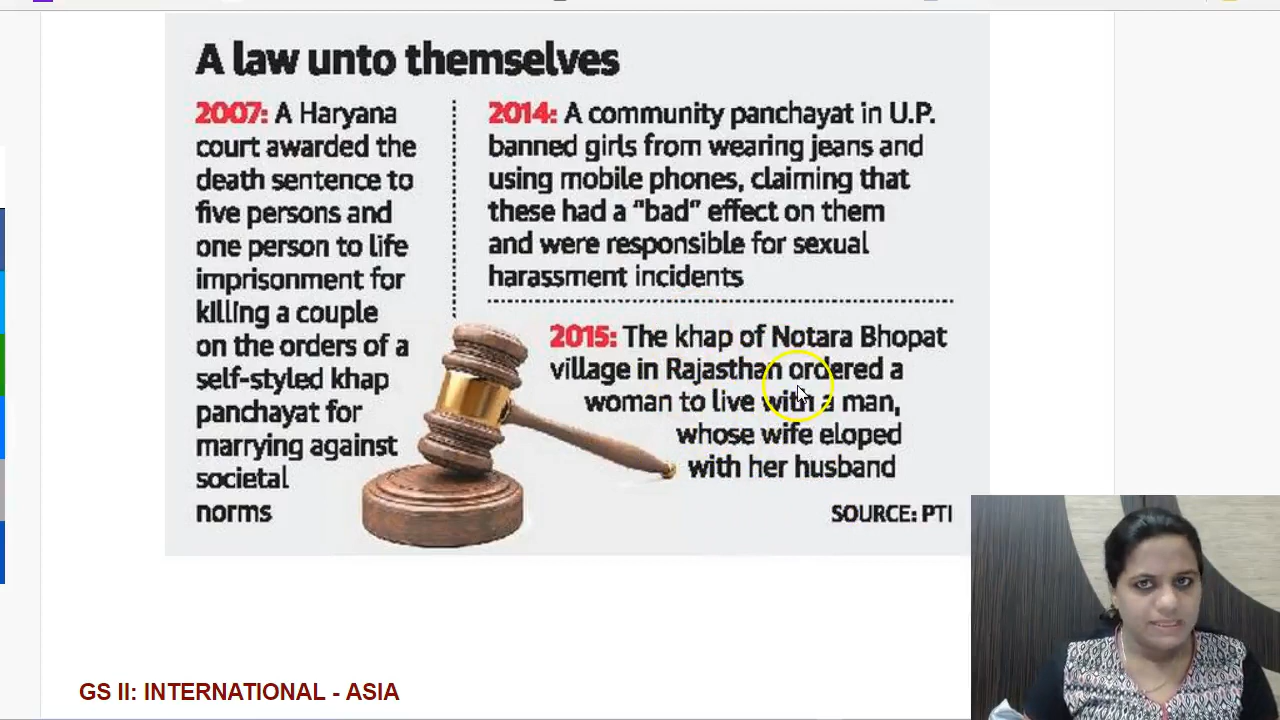 A law unto themselves
2007: A Haryana
court awarded the
death sentence to
five persons and
one person to life
imprisonment for
killing a couple
on the orders of a
self-styled khap
panchayat for
marrying against
societal
norms
2014: A community panchayat in U.P.
banned girls from wearing jeans and
using mobile phones, claiming that
these had a "bad" effect on them
and were responsible for sexual
harassment incidents
2015: The khap of Notara Bhopat
village in Rajasthan ordered a
woman to live with a man,
whose wife eloped
with her husband
SOURCE: PTI
GS II: INTERNATIONAL - ASIA